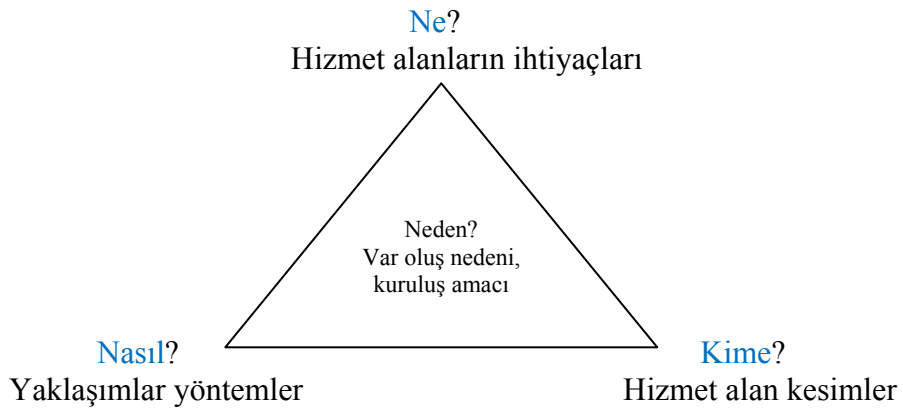 Ne?
Hizmet alanların ihtiyaçları
Neden?
Var oluş nedeni,
kuruluş amacı
Nasıl?
Yaklaşımlar yöntemler
Kime?
Hizmet alan kesimler